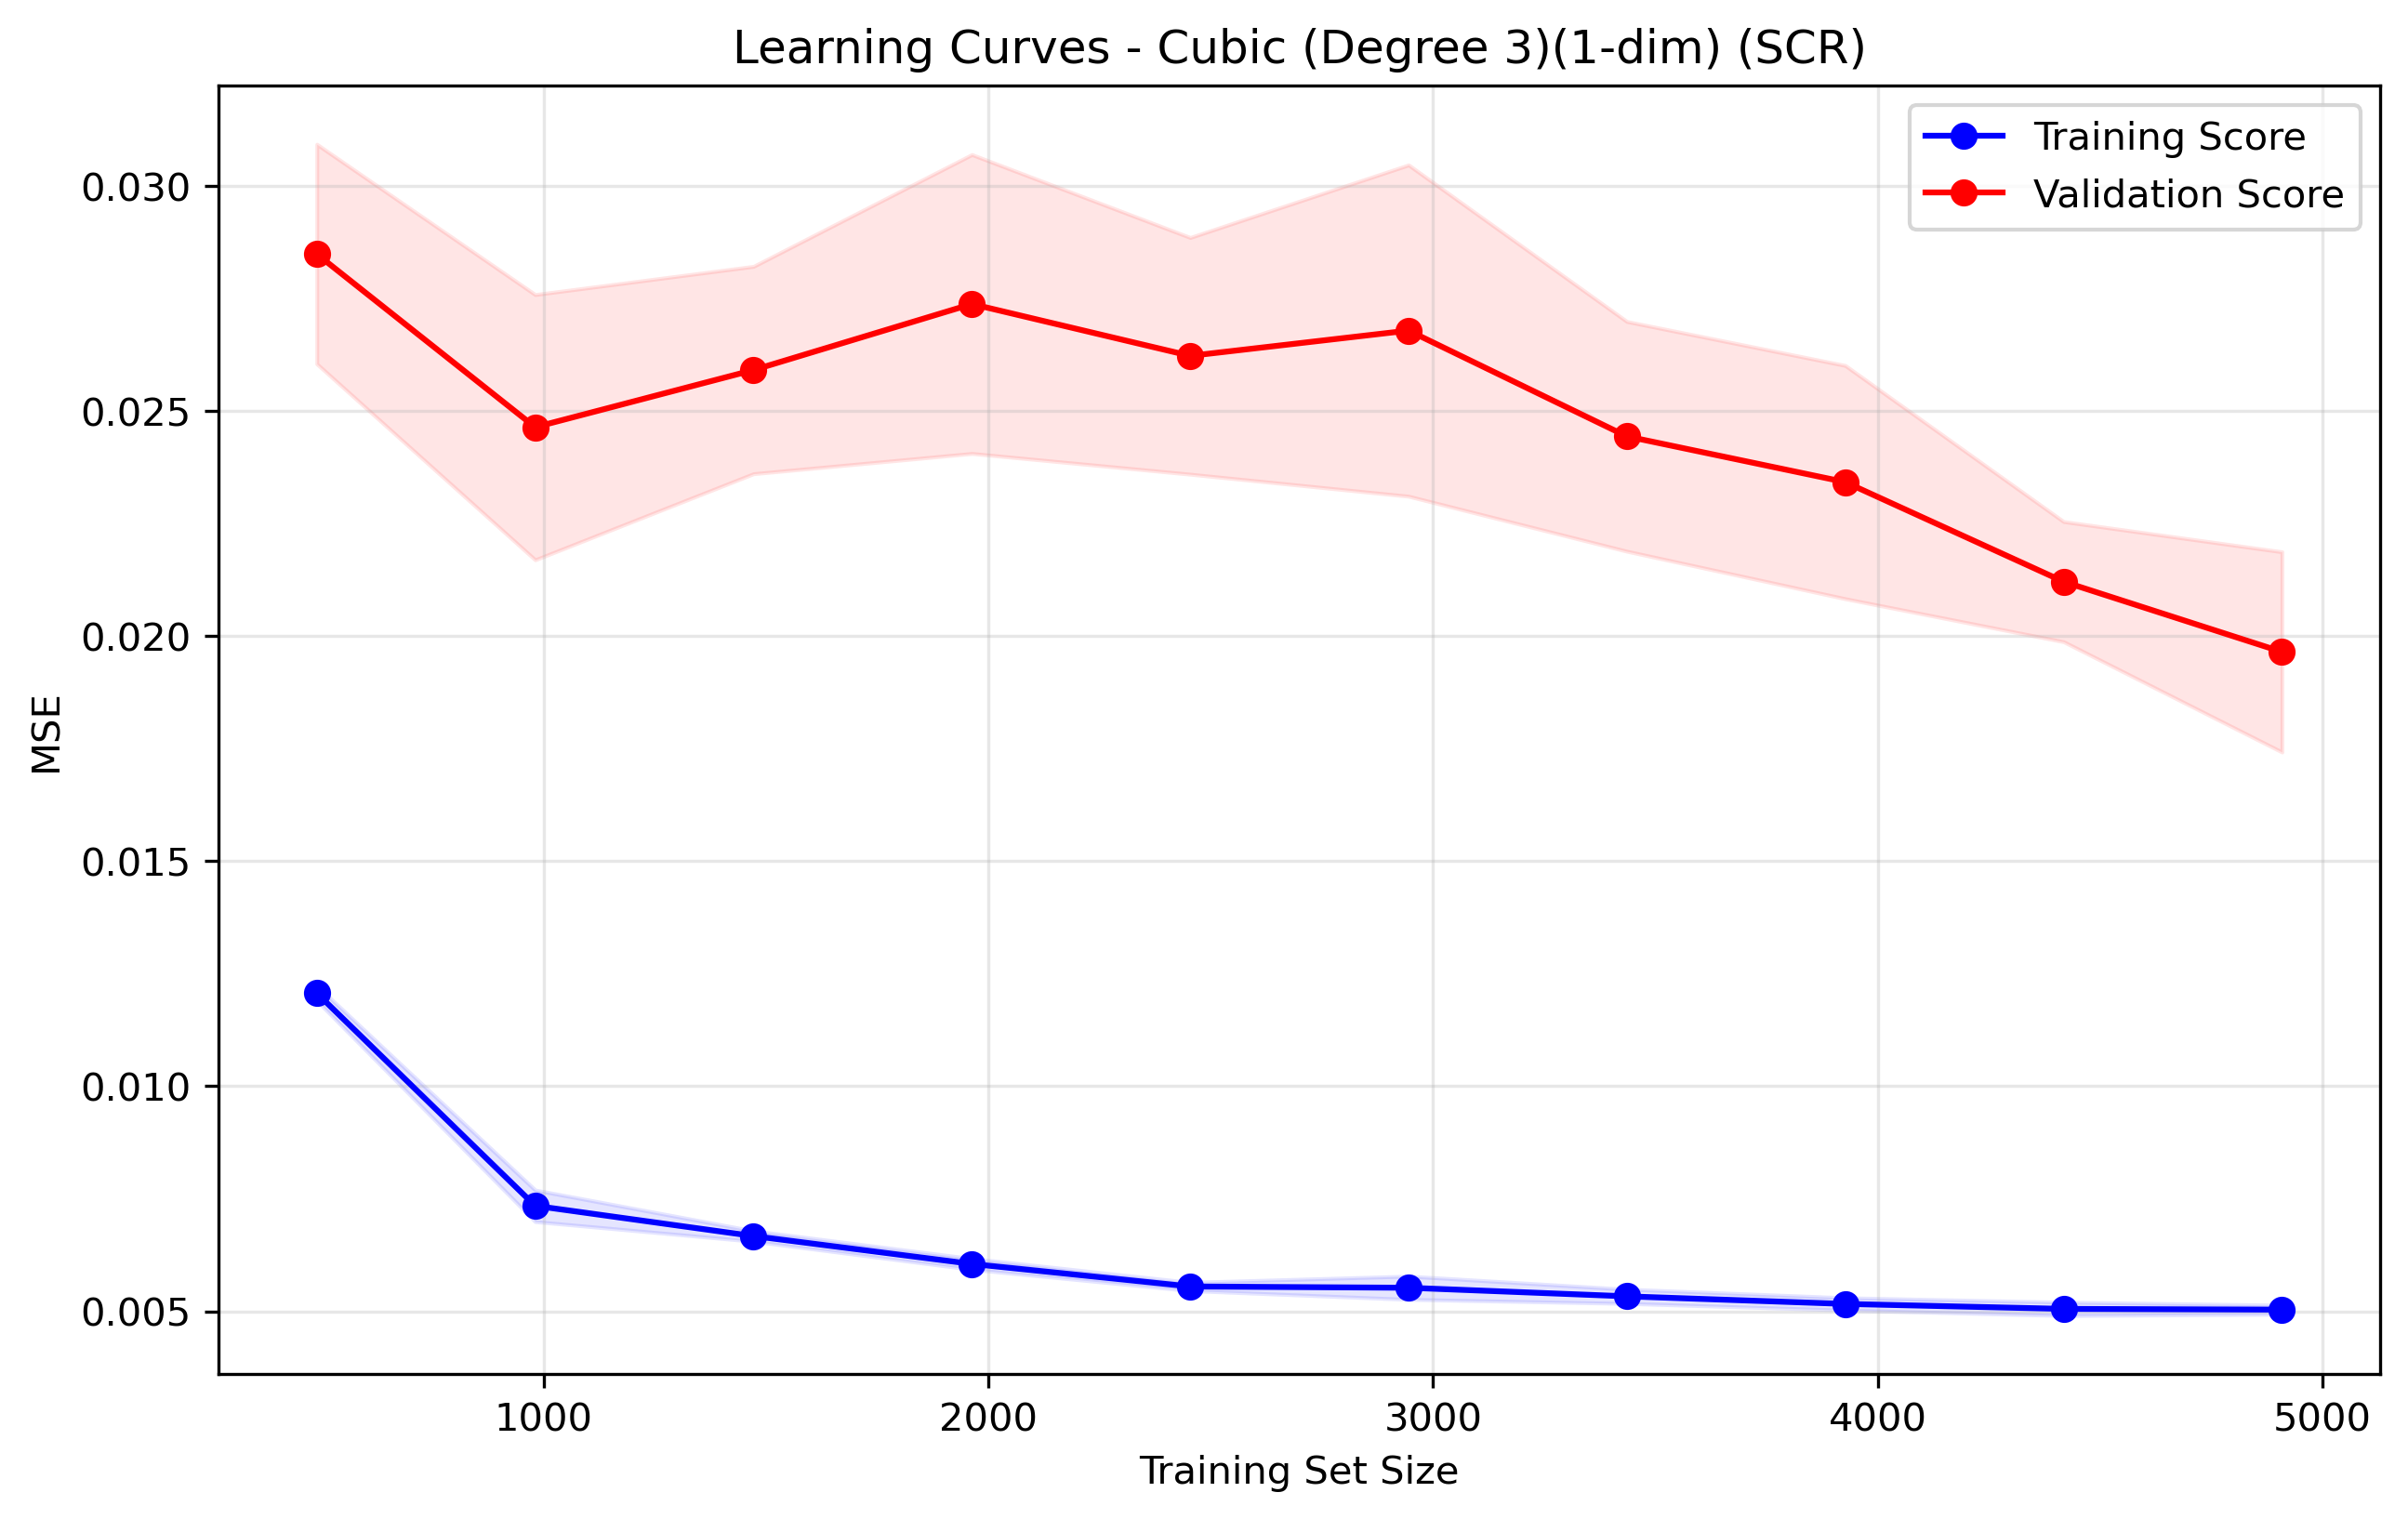 Learning Curves - Cubic (Degree 3)(1-dim) (SCR)
Training Score
Validation Score
0.030
0.025
0.020
0.015
0.010
0.005
MSE
1000 2000 3000 4000 5000
Training Set Size